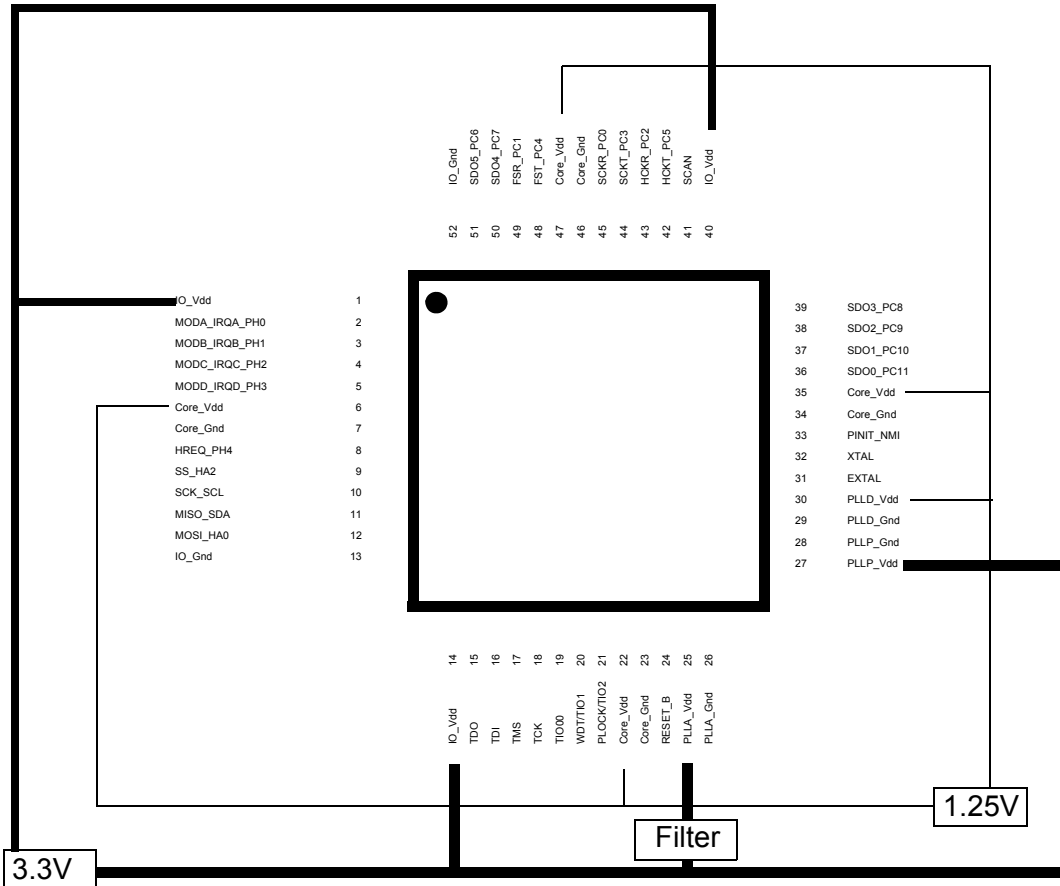 IO_Gnd
SDO5_PC6
SDO4_PC7
FSR_PC1
FST_PC4
Core_Vdd
Core_Gnd
SCKR_PC0
SCKT_PC3
HCKR_PC2
HCKT_PC5
SCAN
IO_Vdd
52
51
50
49
48
47
46
45
44
43
42
41
40
IO_Vdd 1
MODA_IRQA_PH0 2
MODB_IRQB_PH1 3
MODC_IRQC_PH2 4
MODD_IRQD_PH3 5
Core_Vdd 6
Core_Gnd 7
HREQ_PH4 8
SS_HA2 9
SCK_SCL 10
MISO_SDA 11
MOSI_HA0 12
IO_Gnd 13
39 SDO3_PC8
38 SDO2_PC9
37 SDO1_PC10
36 SDO0_PC11
35 Core_Vdd
34 Core_Gnd
33 PINIT_NMI
32 XTAL
31 EXTAL
30 PLLD_Vdd
29 PLLD_Gnd
28 PLLP_Gnd
27 PLLP_Vdd
14
15
16
17
18
19
20
21
22
23
24
25
26
IO_Vdd
TDO
TDI
TMS
TCK
TIO00
WDT/TIO1
PLOCK/TIO2
Core_Vdd
Core_Gnd
RESET_B
PLLA_Vdd
PLLA_Gnd
1.25V
Filter
3.3V